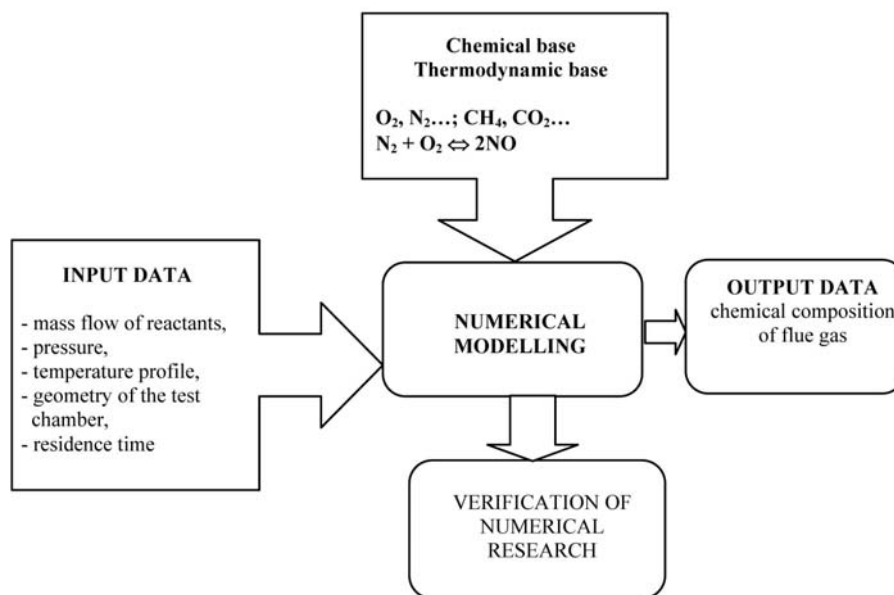 Chemical base
Thermodynamic base
O₂, N₂…; CH₄, CO₂…
N₂ + O₂ ⇔ 2NO
INPUT DATA
- mass flow of reactants,
- pressure,
- temperature profile,
- geometry of the test
chamber,
- residence time
NUMERICAL
MODELLING
OUTPUT DATA
chemical composition
of flue gas
VERIFICATION OF
NUMERICAL
RESEARCH